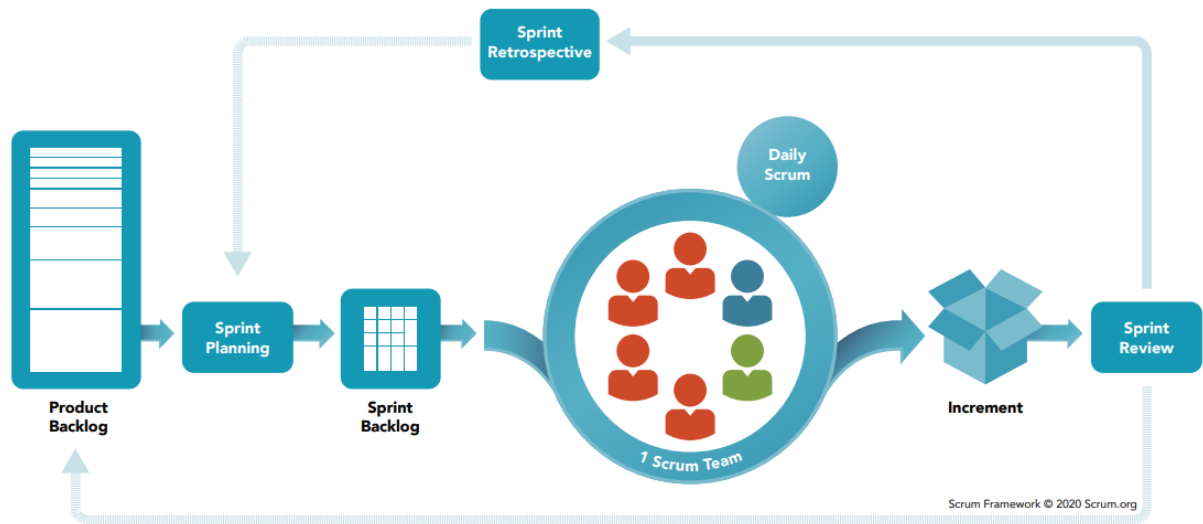 Sprint
Retrospective
Daily
Scrum
Sprint
Planning
Sprint
Review
Product
Backlog
Sprint
Backlog
1 Scrum Team
Increment
Scrum Framework © 2020 Scrum.org